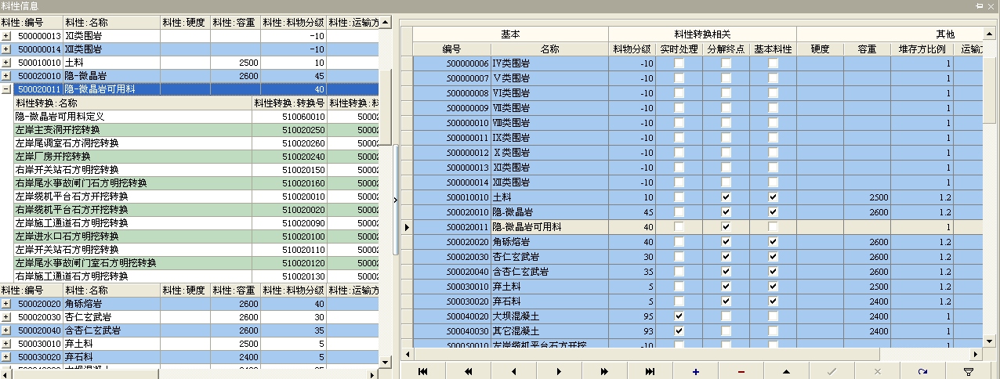 料性信息
料性:编号 料性:名称 料性:硬度 料性:容重 料性:料物分级 料性:运输方
500000013 Ⅺ类围岩 -10
500000014 Ⅻ类围岩 -10
500010010 土料 2500 10
500020010 隐-微晶岩 2600 45
500020011 隐-微晶岩可用料 40
料性转换:名称 料性转换:转换号 料性转换:料
隐-微晶岩可用料定义 510060010 50002
左岸主变洞开挖转换 510020250 50002
左岸尾调室石方洞挖转换 510020260 50002
左岸厂房开挖转换 510020240 50002
右岸开关站石方明挖转换 510020150 50002
右岸尾水事故闸门石方明挖转换 510020160 50002
左岸缆机平台石方开挖转换 510020010 50002
右岸缆机平台石方开挖转换 510020020 50002
左岸施工通道石方明挖转换 510020090 50002
左岸进水口石方明挖转换 510020100 50002
左岸开关站石方明挖转换 510020110 50002
左岸尾水事故闸门室石方明挖转换 510020120 50002
右岸施工通道石方明挖转换 510020130 50002
料性:编号 料性:名称 料性:硬度 料性:容重 料性:料物分级 料性:运输方
500020020 角砾熔岩 2600 40
500020030 杏仁玄武岩 2600 30
500020040 含杏仁玄武岩 2600 35
500030010 弃土料 2500 5
500030020 弃石料 2400 5
基本 料性转换相关 其他
编号 名称 料物分级 实时处理 分解终点 基本料性 硬度 容重 堆存方比例 运输方
500000006 Ⅳ类围岩 -10 1
500000007 Ⅴ类围岩 -10 1
500000008 Ⅵ类围岩 -10 1
500000009 Ⅶ类围岩 -10 1
500000010 Ⅷ类围岩 -10 1
500000011 Ⅸ类围岩 -10 1
500000012 Ⅹ类围岩 -10 1
500000013 Ⅺ类围岩 -10 1
500000014 Ⅻ类围岩 -10 1
500010010 土料 10 2500 1.2
500020010 隐-微晶岩 45 2600 1.2
500020011 隐-微晶岩可用料 40 1
500020020 角砾熔岩 40 2600 1.2
500020030 杏仁玄武岩 30 2600 1.2
500020040 含杏仁玄武岩 35 2600 1.2
500030010 弃土料 5 2500 1.2
500030020 弃石料 5 2400 1.2
500040020 大坝混凝土 95 2400 1
500040030 其它混凝土 93 2400 1
500050010 左岸缆机平台石方开挖 -10 1